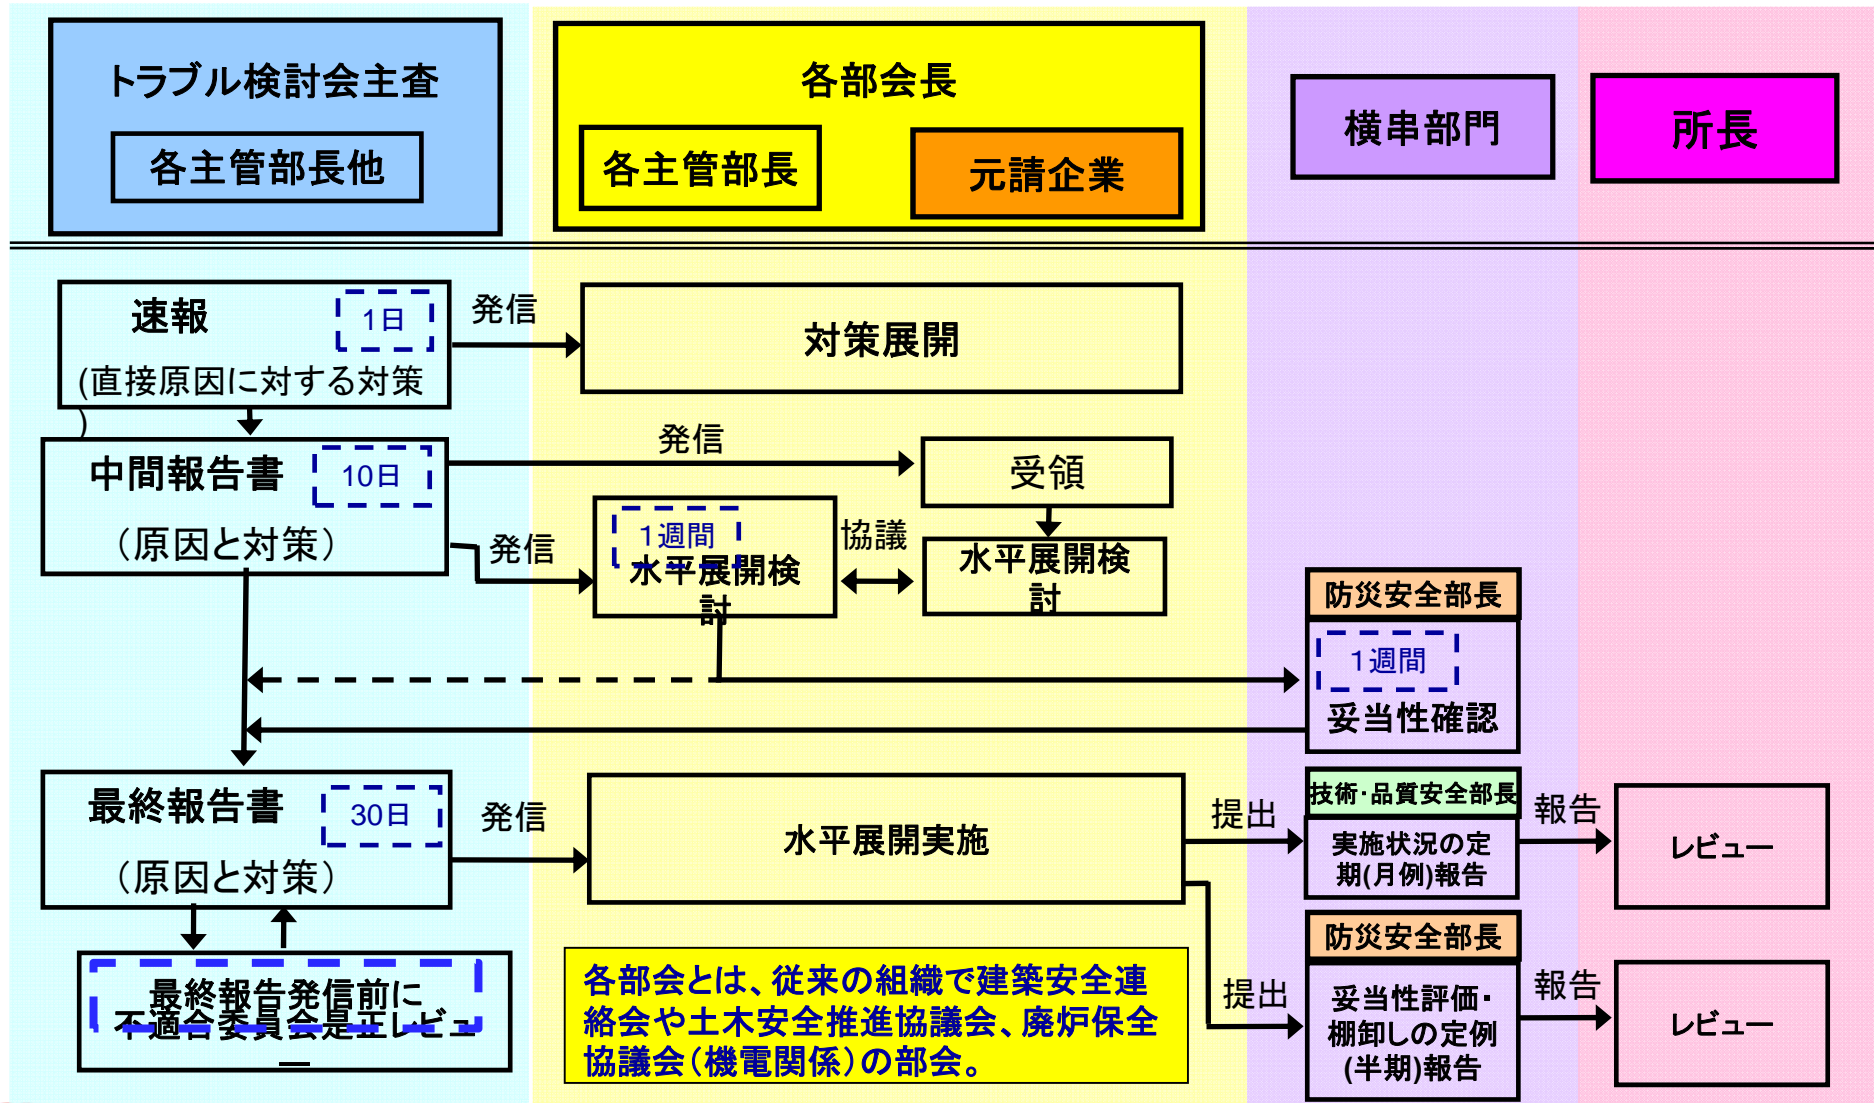 トラブル検討会主査
各主管部長他
各部会長
各主管部長
元請企業
横串部門
所長
速報
1日
(直接原因に対する対策
)
発信
対策展開
中間報告書
10日
（原因と対策）
発信
受領
発信
1週間
水平展開検
討
協議
水平展開検
討
防災安全部長
1週間
妥当性確認
最終報告書
30日
（原因と対策）
発信
水平展開実施
提出
技術・品質安全部長
実施状況の定
期(月例)報告
報告
レビュー
最終報告発信前に
不適合委員会是正レビュ
ー
各部会とは、従来の組織で建築安全連
絡会や土木安全推進協議会、廃炉保全
協議会（機電関係）の部会。
提出
防災安全部長
妥当性評価・
棚卸しの定例
(半期)報告
報告
レビュー